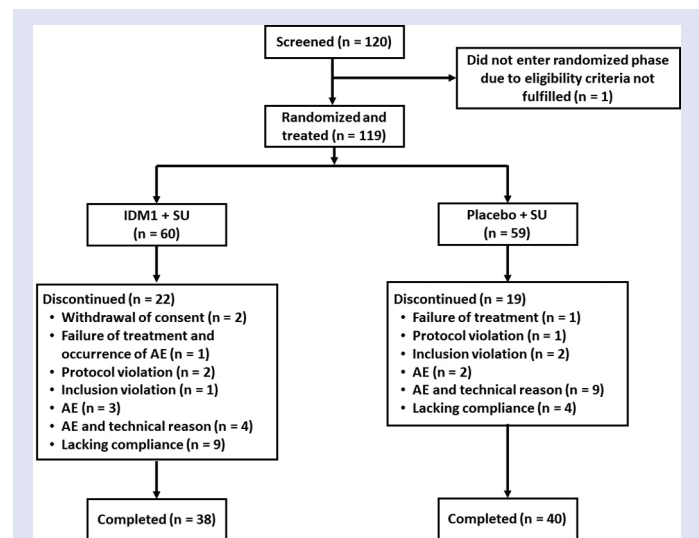 Screened (n = 120)
Did not enter randomized phase
due to eligibility criteria not
fulfilled (n = 1)
Randomized and
treated (n = 119)
IDM1 + SU
(n = 60)
Placebo + SU
(n = 59)
Discontinued (n = 22)
• Withdrawal of consent (n = 2)
• Failure of treatment and
occurrence of AE (n = 1)
• Protocol violation (n = 2)
• Inclusion violation (n = 1)
• AE (n = 3)
• AE and technical reason (n = 4)
• Lacking compliance (n = 9)
Discontinued (n = 19)
• Failure of treatment (n = 1)
• Protocol violation (n = 1)
• Inclusion violation (n = 2)
• AE (n = 2)
• AE and technical reason (n = 9)
• Lacking compliance (n = 4)
Completed (n = 38)
Completed (n = 40)